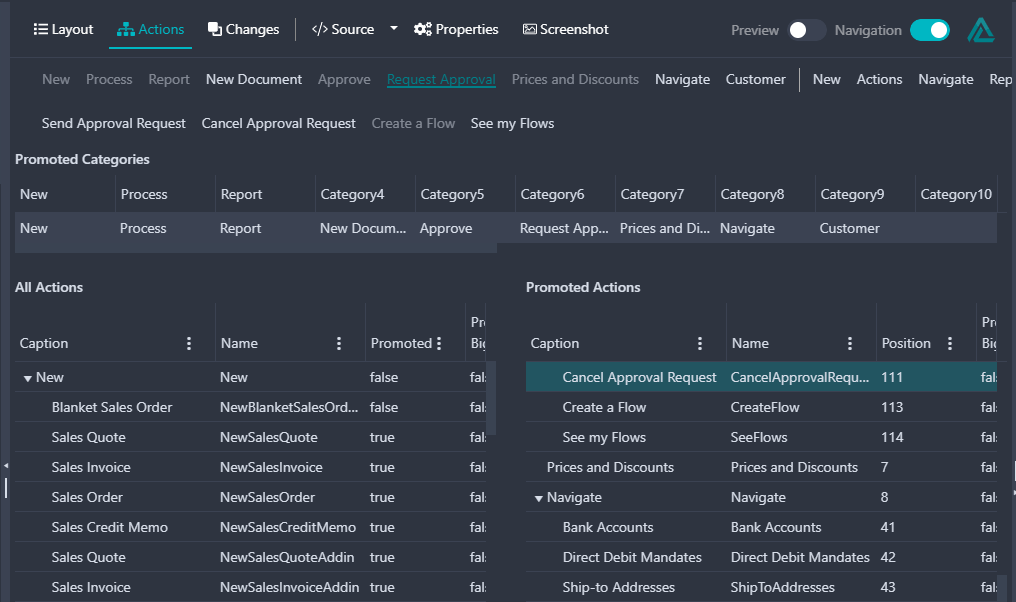 Layout Actions Changes </> Source Properties Screenshot Preview Navigation
New Process Report New Document Approve Request Approval Prices and Discounts Navigate Customer New Actions Navigate Rep
Send Approval Request Cancel Approval Request Create a Flow See my Flows
Promoted Categories
New Process Report Category4 Category5 Category6 Category7 Category8 Category9 Category10
New Process Report New Docum... Approve Request App... Prices and Di... Navigate Customer
All Actions
Caption Name Promoted Pro Big
New New false fal
Blanket Sales Order NewBlanketSalesOrd... false fal
Sales Quote NewSalesQuote true fal
Sales Invoice NewSalesInvoice true fal
Sales Order NewSalesOrder true fal
Sales Credit Memo NewSalesCreditMemo true fal
Sales Quote NewSalesQuoteAddin true fal
Sales Invoice NewSalesInvoiceAddin true fal
Promoted Actions
Caption Name Position Pro Big
Cancel Approval Request CancelApprovalRequ... 111 fal
Create a Flow CreateFlow 113 fal
See my Flows SeeFlows 114 fal
Prices and Discounts Prices and Discounts 7 fal
Navigate Navigate 8 fal
Bank Accounts Bank Accounts 41 fal
Direct Debit Mandates Direct Debit Mandates 42 fal
Ship-to Addresses ShipToAddresses 43 fal